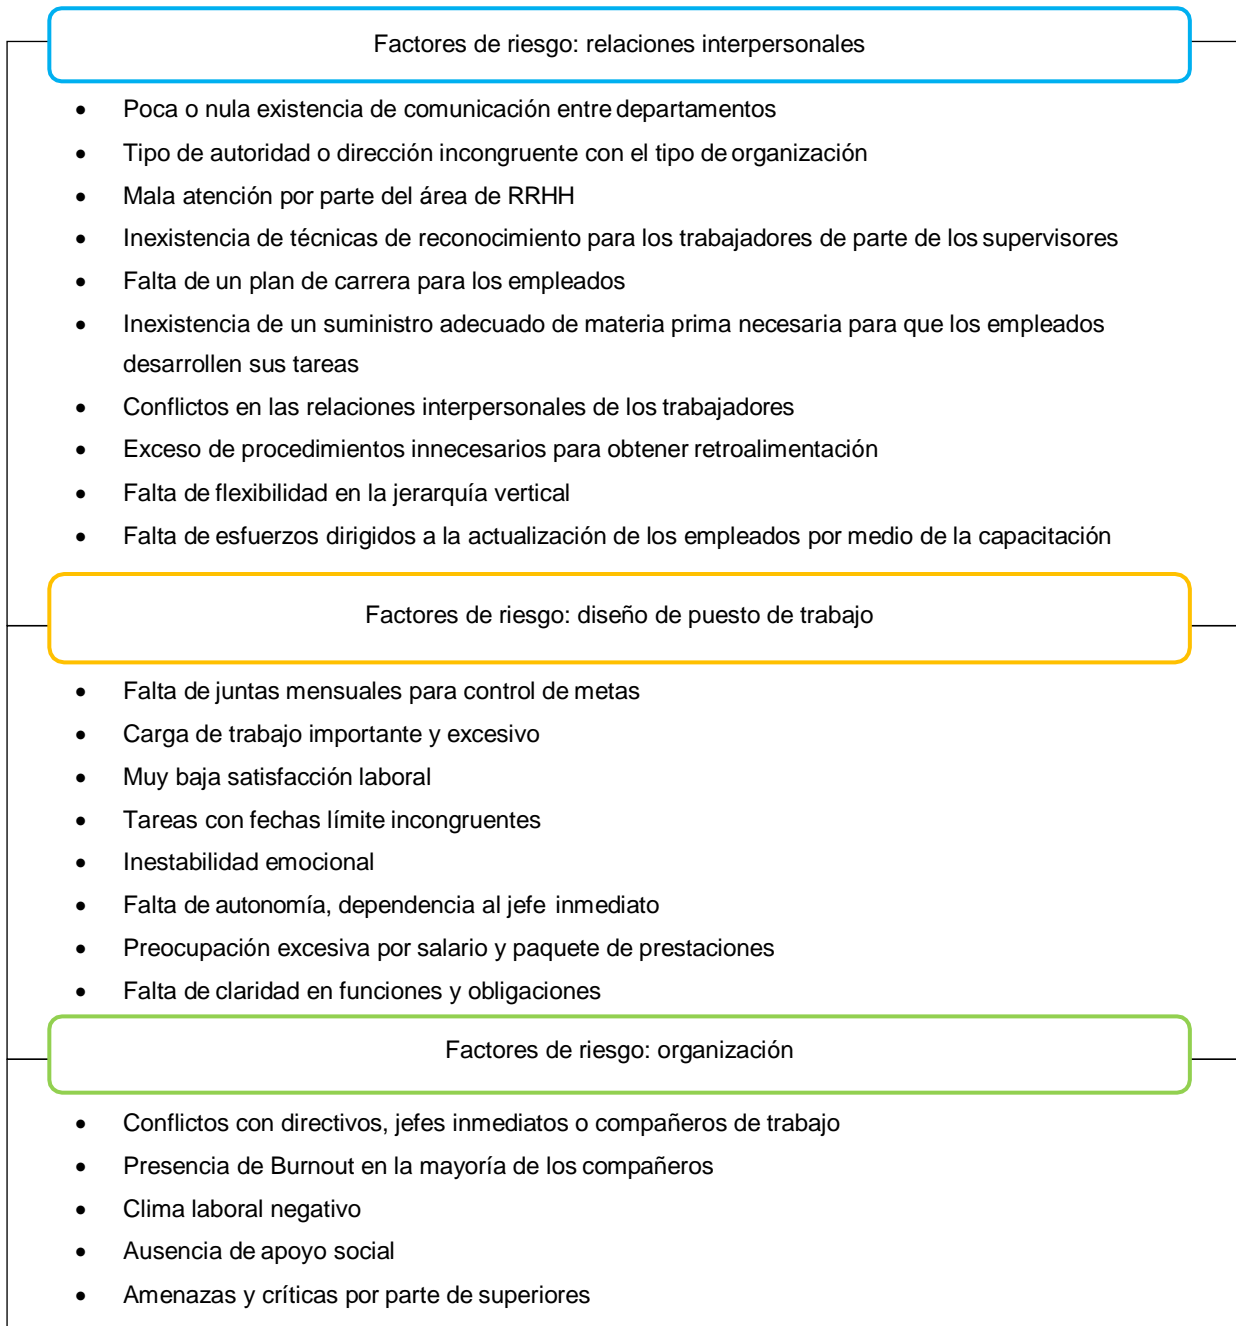 Factores de riesgo: relaciones interpersonales
• Poca o nula existencia de comunicación entre departamentos
• Tipo de autoridad o dirección incongruente con el tipo de organización
• Mala atención por parte del área de RRHH
• Inexistencia de técnicas de reconocimiento para los trabajadores de parte de los supervisores
• Falta de un plan de carrera para los empleados
• Inexistencia de un suministro adecuado de materia prima necesaria para que los empleados
desarrollen sus tareas
• Conflictos en las relaciones interpersonales de los trabajadores
• Exceso de procedimientos innecesarios para obtener retroalimentación
• Falta de flexibilidad en la jerarquía vertical
• Falta de esfuerzos dirigidos a la actualización de los empleados por medio de la capacitación
Factores de riesgo: diseño de puesto de trabajo
• Falta de juntas mensuales para control de metas
• Carga de trabajo importante y excesivo
• Muy baja satisfacción laboral
• Tareas con fechas límite incongruentes
• Inestabilidad emocional
• Falta de autonomía, dependencia al jefe inmediato
• Preocupación excesiva por salario y paquete de prestaciones
• Falta de claridad en funciones y obligaciones
Factores de riesgo: organización
• Conflictos con directivos, jefes inmediatos o compañeros de trabajo
• Presencia de Burnout en la mayoría de los compañeros
• Clima laboral negativo
• Ausencia de apoyo social
• Amenazas y críticas por parte de superiores